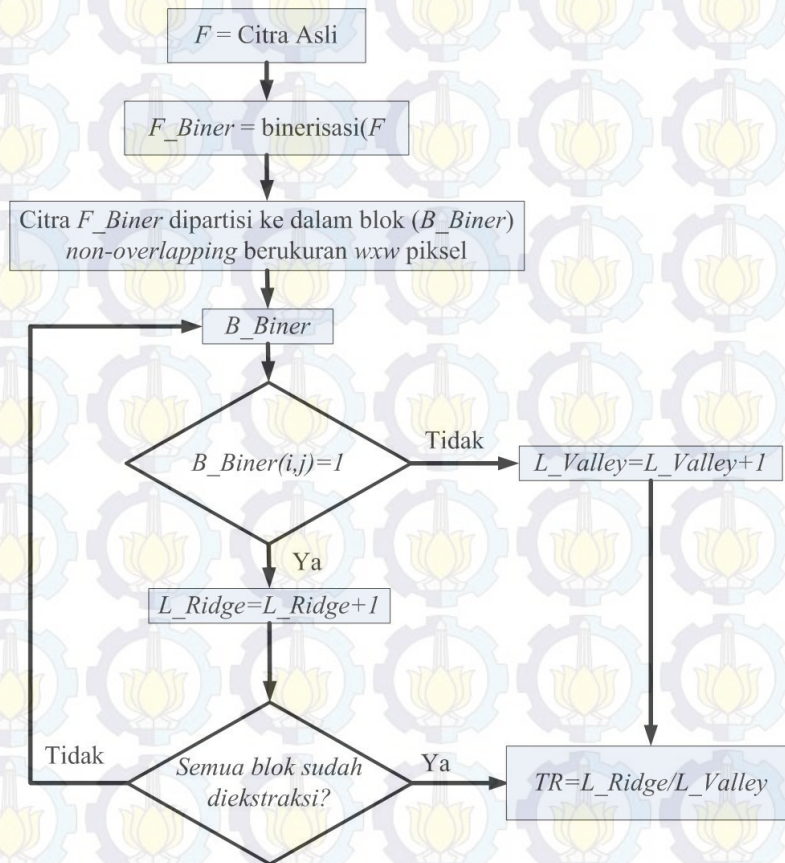 F = Citra Asli
F_Biner = binerisasi(F
Citra F_Biner dipartisi ke dalam blok (B_Biner)
non-overlapping berukuran wxw piksel
B_Biner
B_Biner(i,j)=1
Tidak
L_Valley=L_Valley+1
Ya
L_Ridge=L_Ridge+1
Semua blok sudah
diekstraksi?
Tidak
Ya
TR=L_Ridge/L_Valley